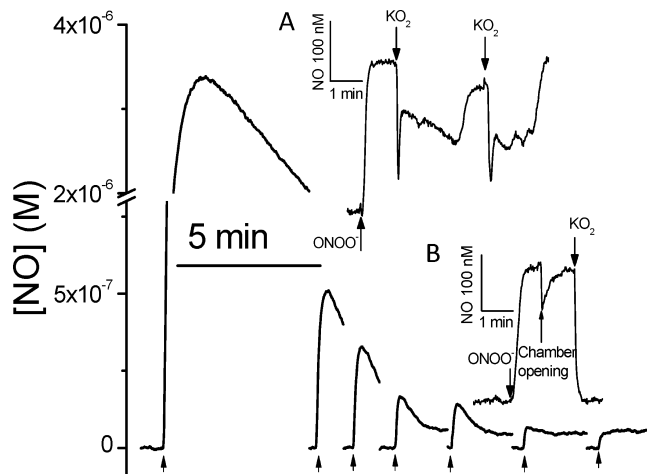 4x10⁻⁶
2x10⁻⁶
5x10⁻⁷
0
[NO] (M)
5 min
A
NO 100 nM
1 min
KO₂
KO₂
ONOO⁻
B
NO 100 nM
1 min
KO₂
ONOO⁻
Chamber
opening